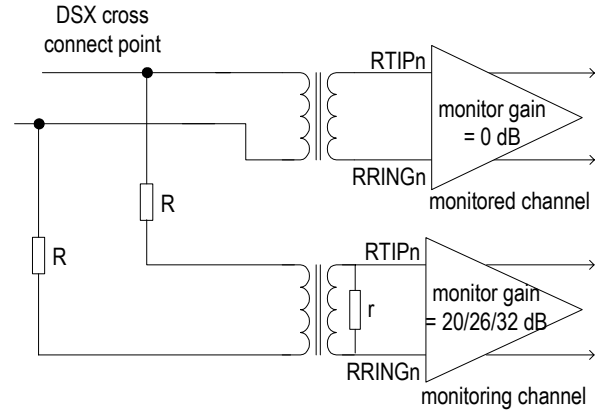 DSX cross
connect point
RTIPn
monitor gain
= 0 dB
RRINGn
monitored channel
R
R
RTIPn
monitor gain
= 20/26/32 dB
r
RRINGn
monitoring channel